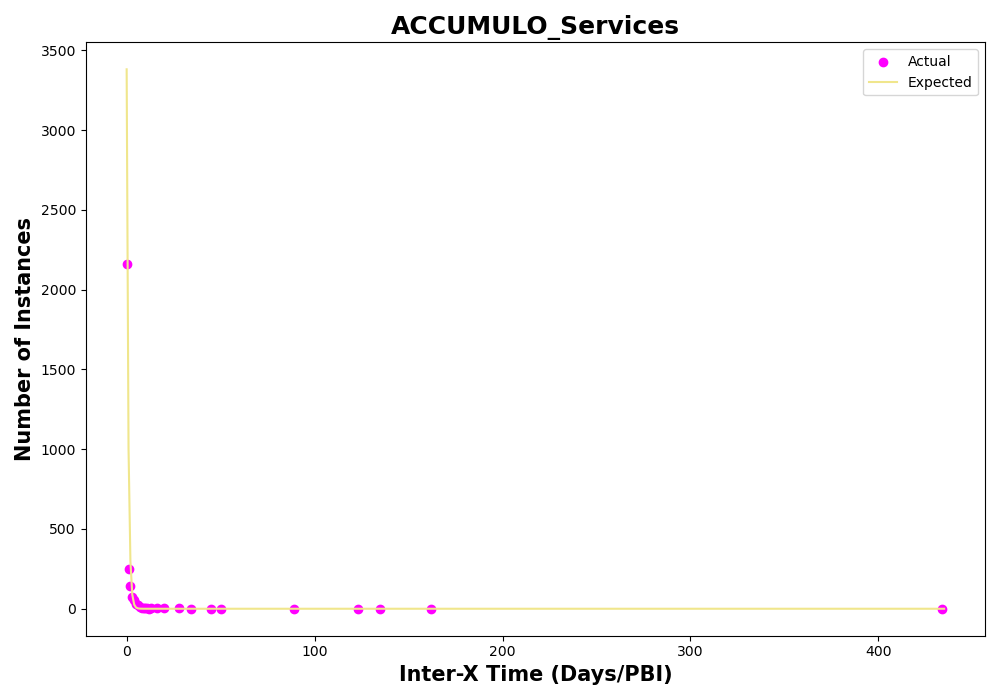 ACCUMULO_Services
3500
3000
2500
2000
1500
1000
500
0
Number of Instances
Actual
Expected
0 100 200 300 400
Inter-X Time (Days/PBI)